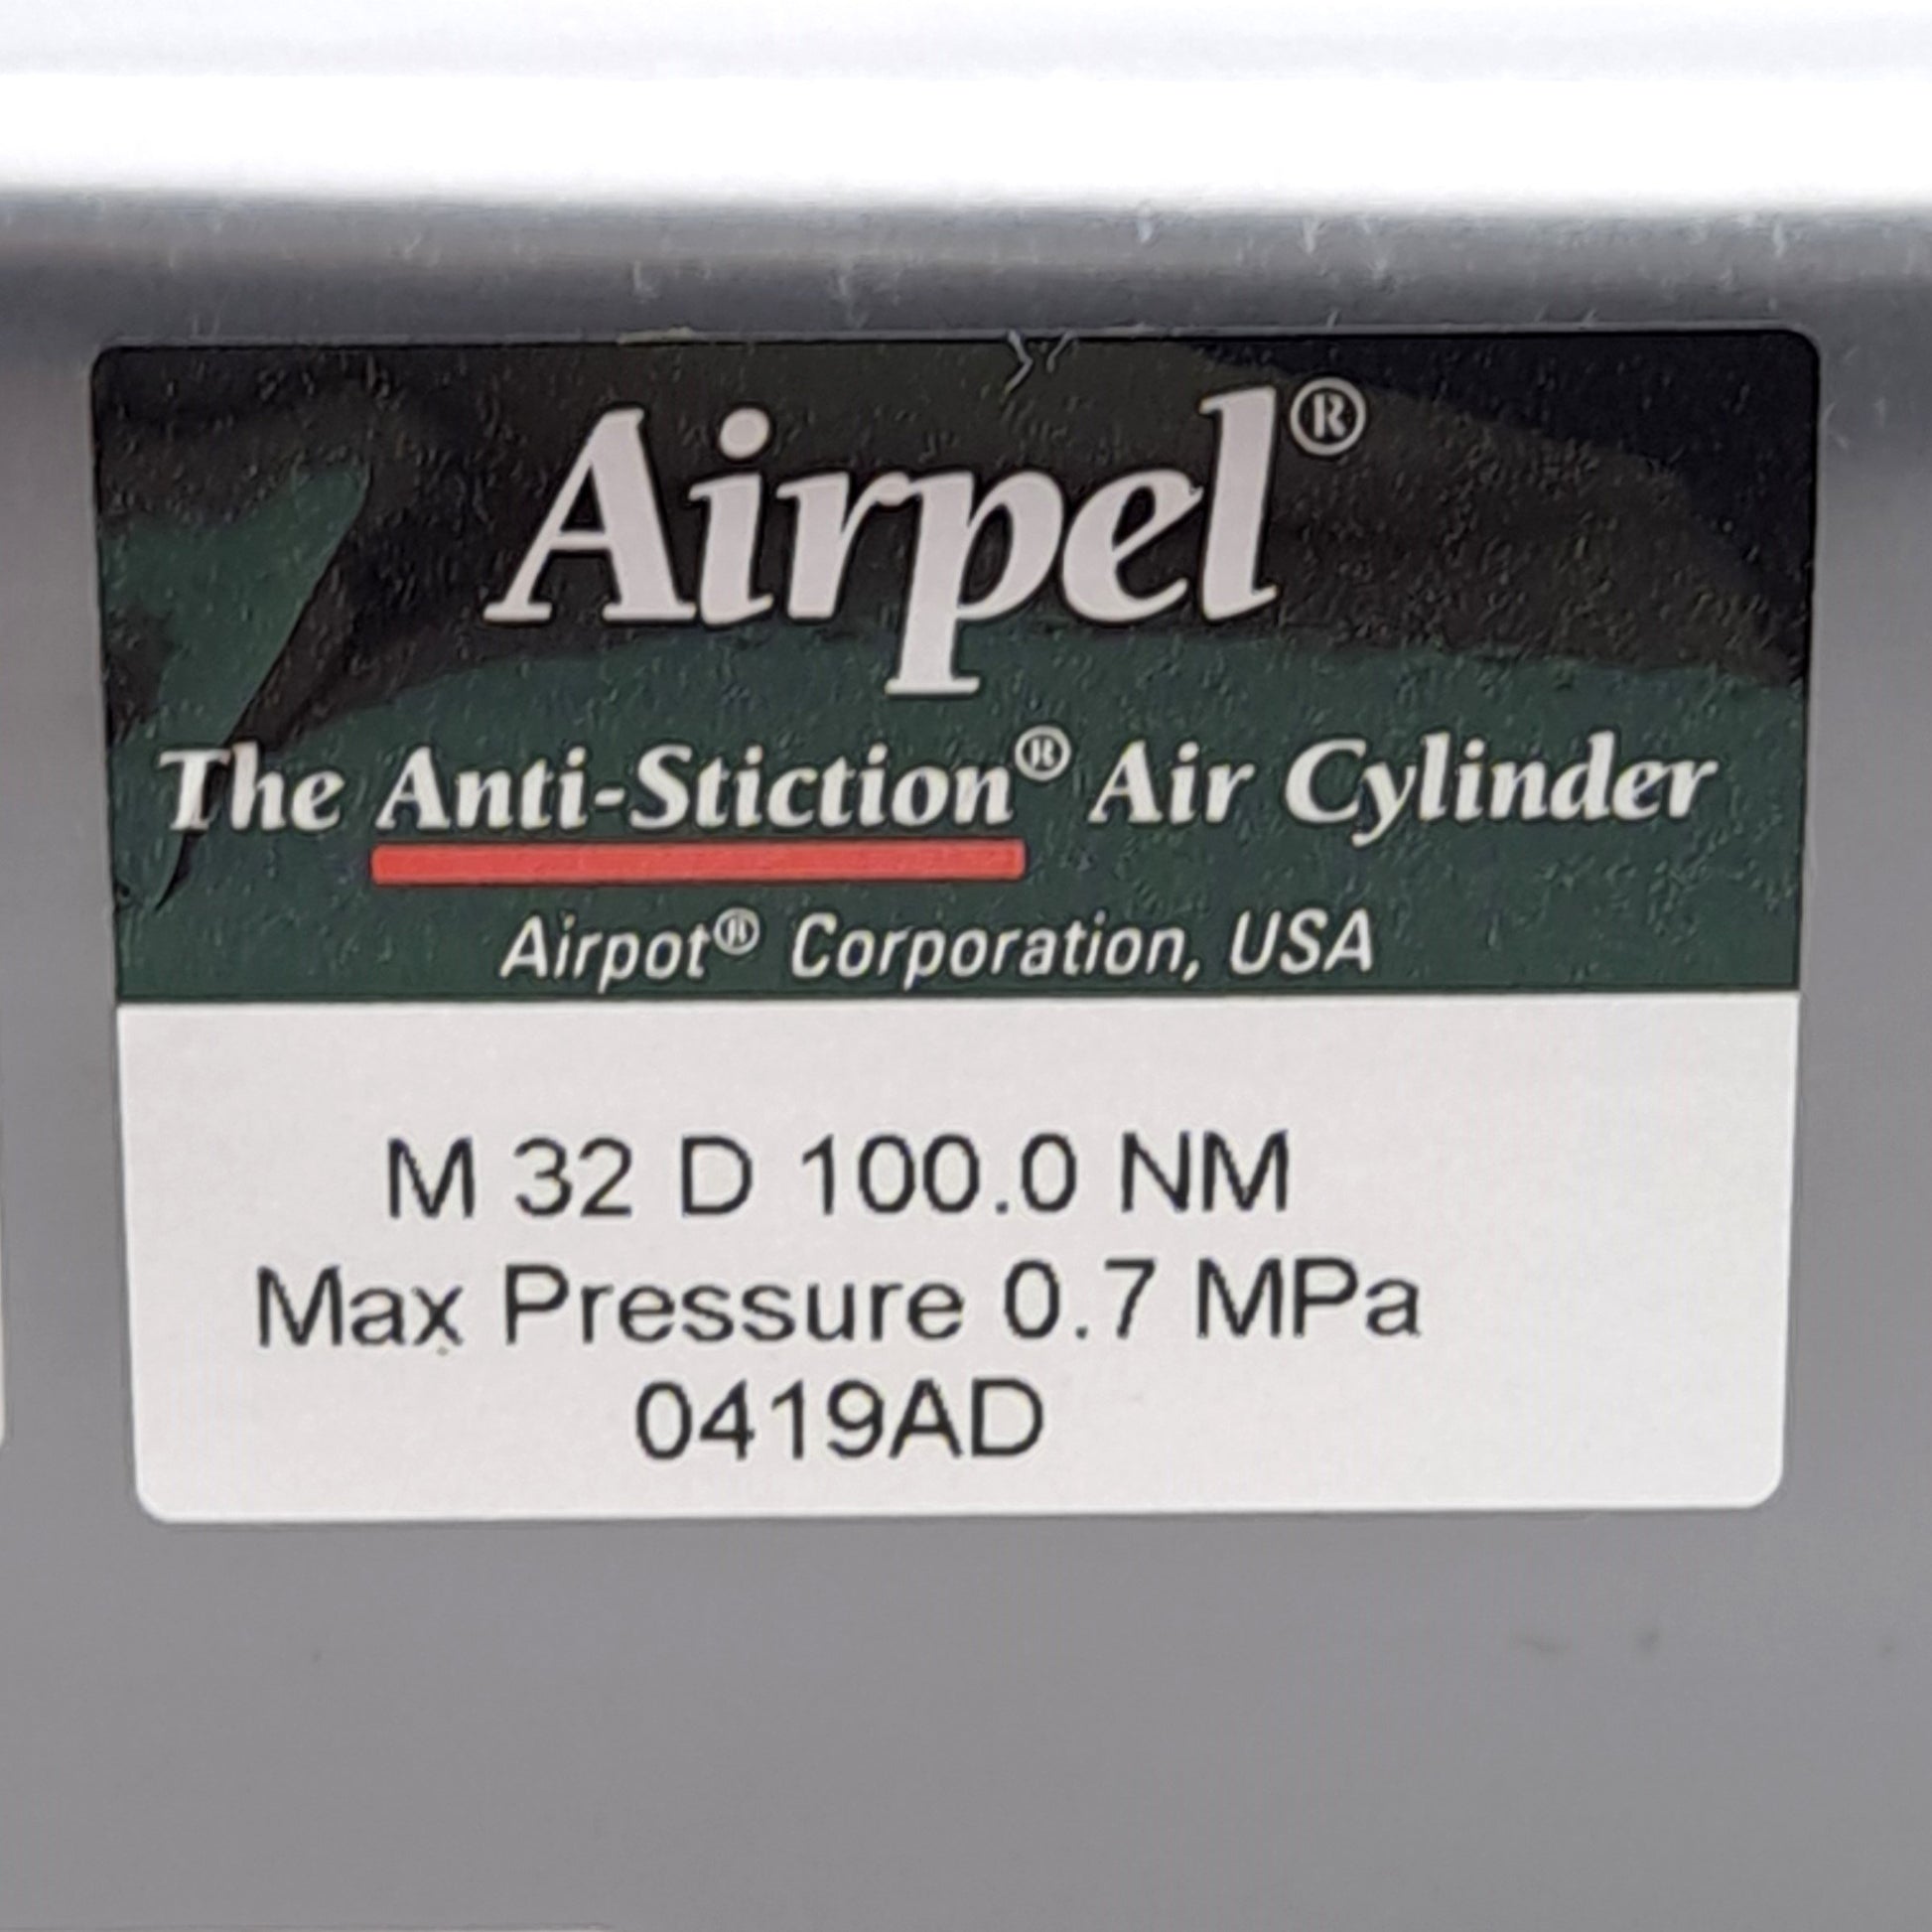 Airpel®
The Anti-Stiction® Air Cylinder
Airpot® Corporation, USA
M 32 D 100.0 NM
Max Pressure 0.7 MPa
0419AD